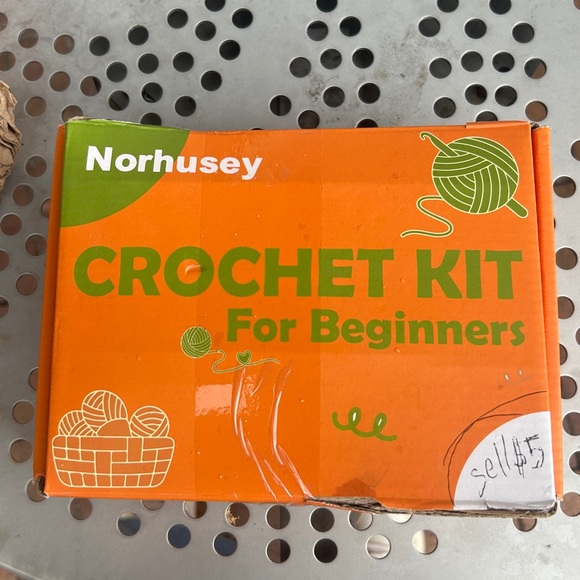 Norhusey
CROCHET KIT
For Beginners
sell $5